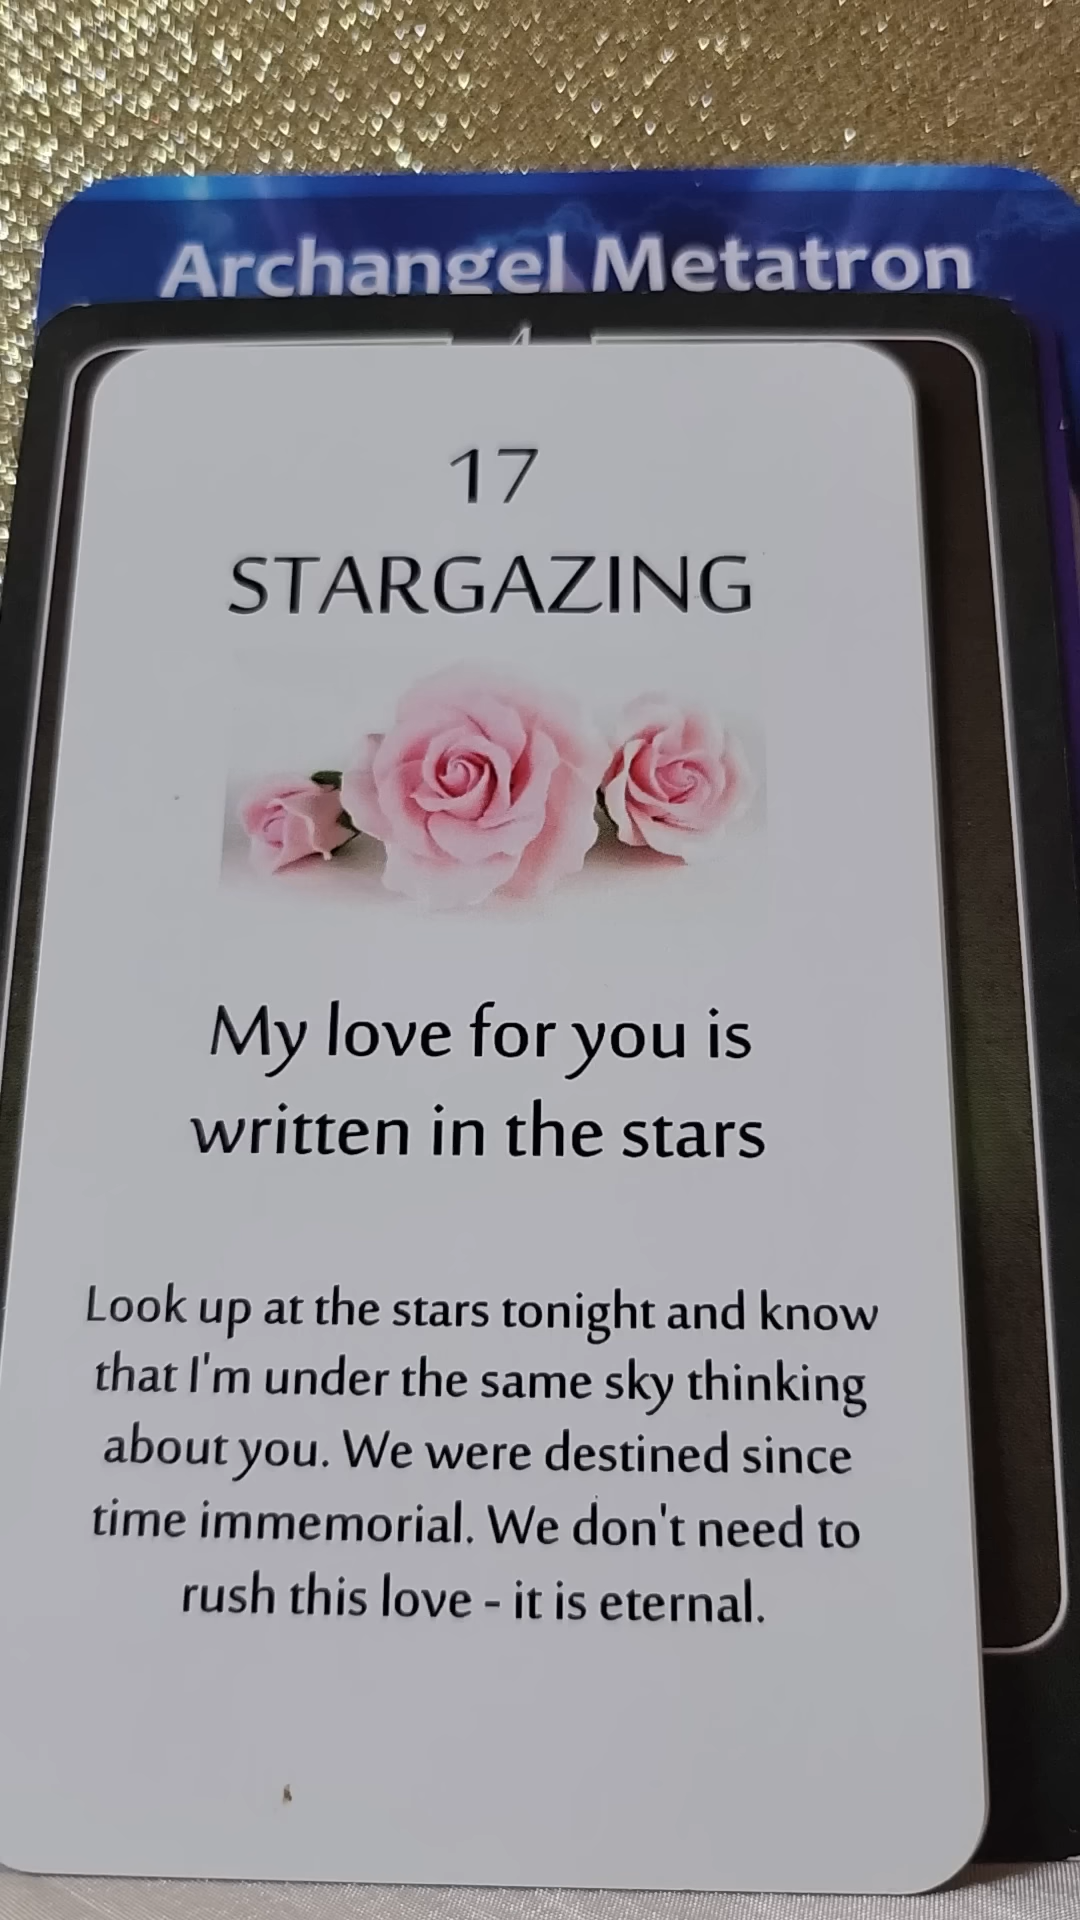 Archangel Metatron
4
17
STARGAZING
My love for you is
written in the stars
Look up at the stars tonight and know
that I'm under the same sky thinking
about you. We were destined since
time immemorial. We don't need to
rush this love - it is eternal.